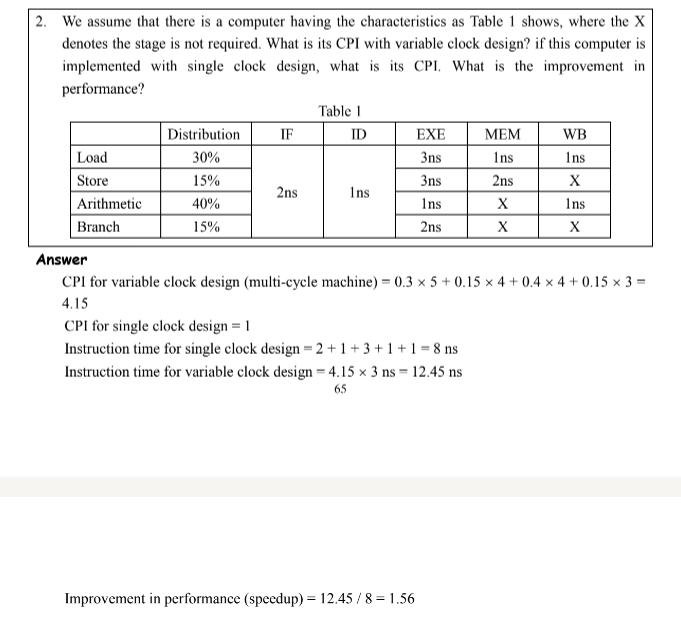 2. We assume that there is a computer having the characteristics as Table 1 shows, where the X
denotes the stage is not required. What is its CPI with variable clock design? if this computer is
implemented with single clock design, what is its CPI. What is the improvement in
performance?
Table 1
Distribution IF ID EXE MEM WB
Load 30% 3ns 1ns 1ns
Store 15% 3ns 2ns X
2ns 1ns
Arithmetic 40% 1ns X 1ns
Branch 15% 2ns X X
Answer
CPI for variable clock design (multi-cycle machine) = 0.3 × 5 + 0.15 × 4 + 0.4 × 4 + 0.15 × 3 =
4.15
CPI for single clock design = 1
Instruction time for single clock design = 2 + 1 + 3 + 1 + 1 = 8 ns
Instruction time for variable clock design = 4.15 × 3 ns = 12.45 ns
65
Improvement in performance (speedup) = 12.45 / 8 = 1.56